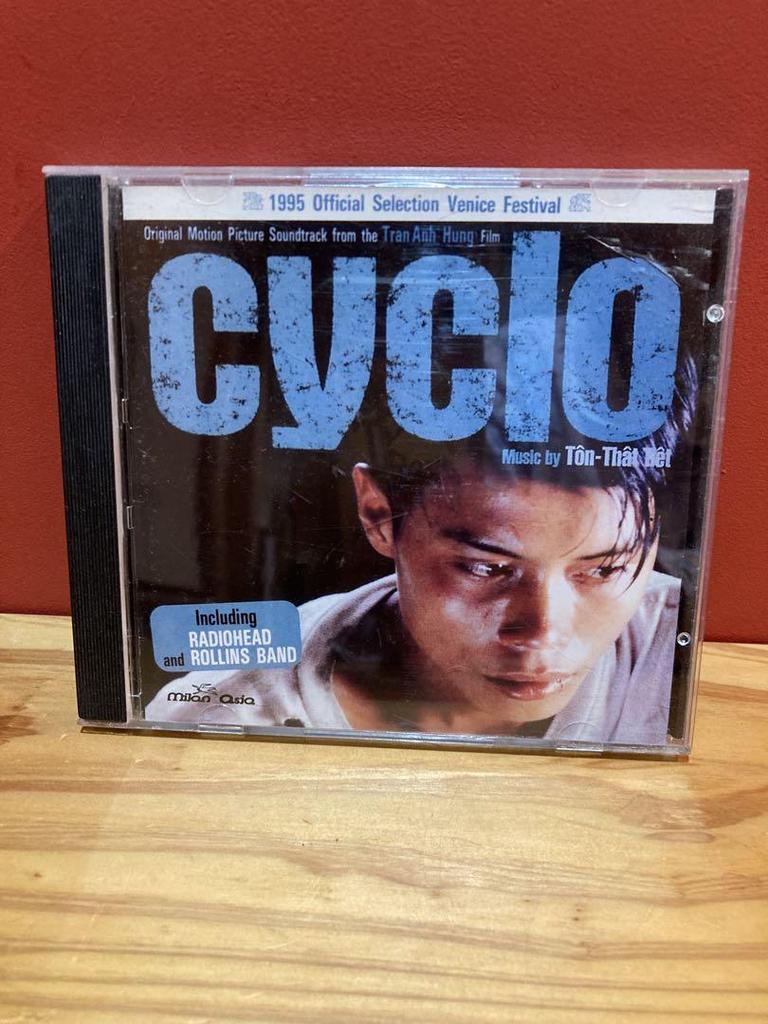 1995 Official Selection Venice Festival
Original Motion Picture Soundtrack from the Tran Anh Hung Film
cyclo
Music by Tôn-Thât
Including
RADIOHEAD
and ROLLINS BAND
milan asia